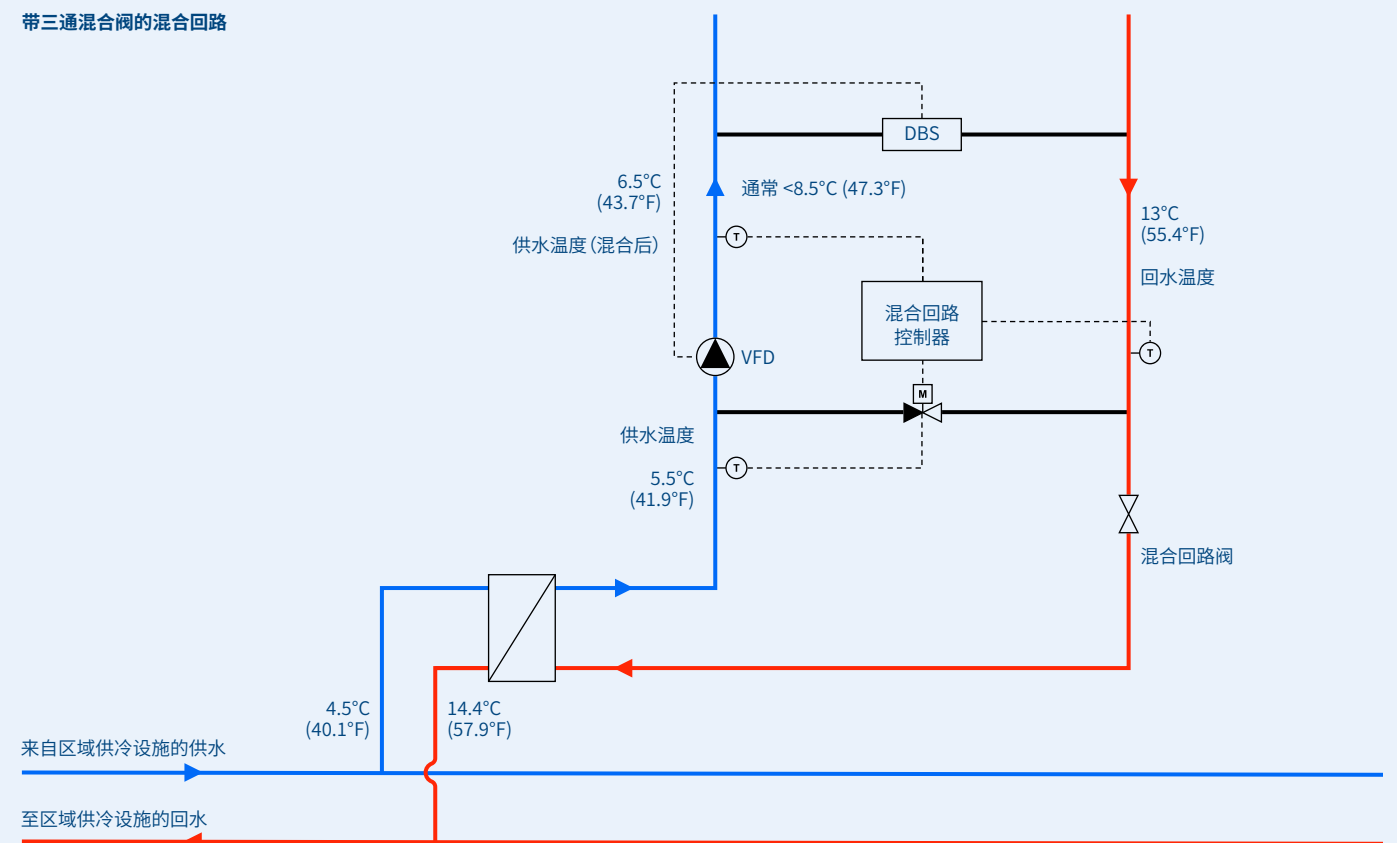 带三通混合阀的混合回路
DBS
6.5°C
(43.7°F)
通常 <8.5°C (47.3°F)
13°C
(55.4°F)
T
供水温度（混合后）
回水温度
混合回路
控制器
T
VFD
M
供水温度
T
5.5°C
(41.9°F)
混合回路阀
4.5°C
(40.1°F)
14.4°C
(57.9°F)
来自区域供冷设施的供水
至区域供冷设施的回水